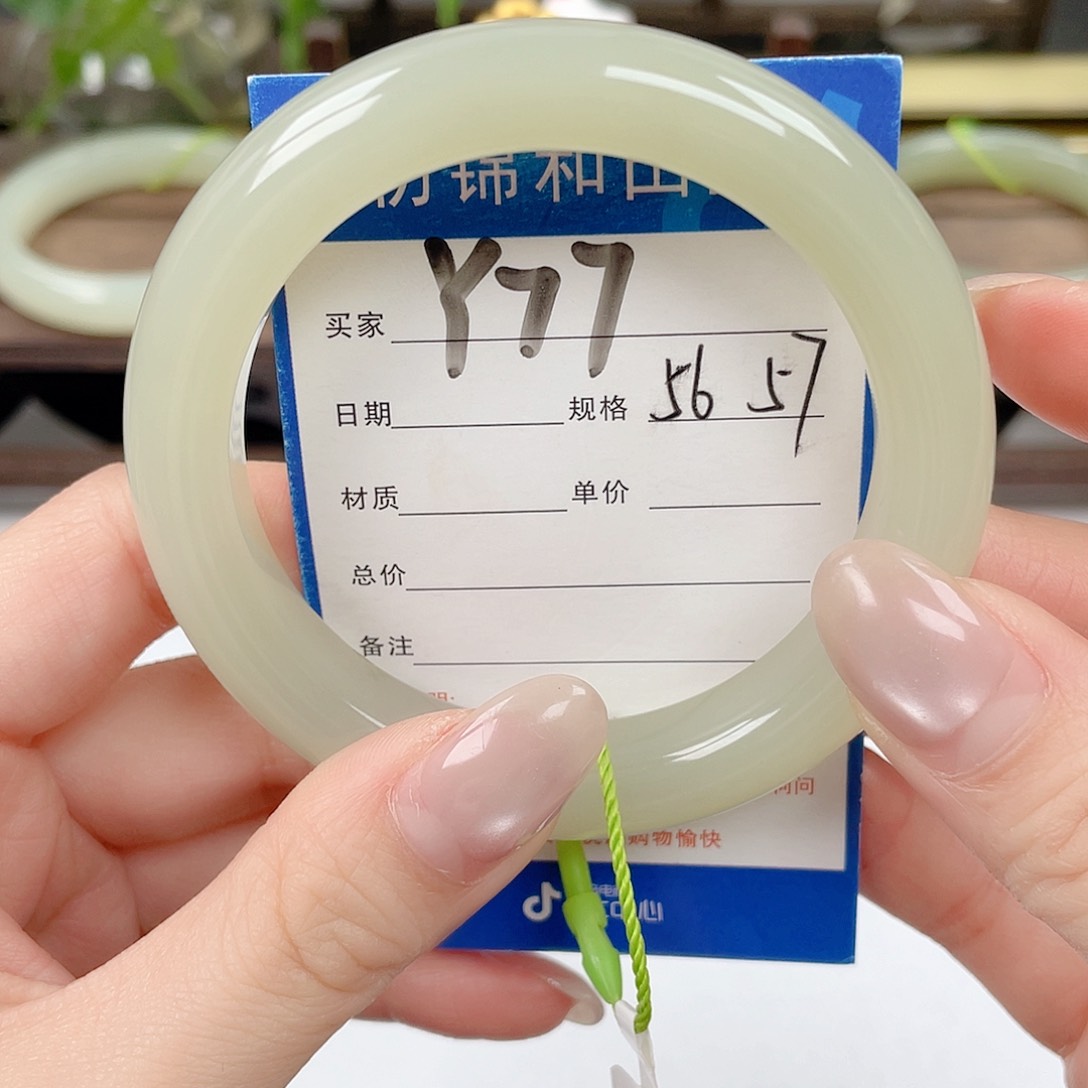 锦和田
买家 Y77
日期 规格 56 57
材质 单价
总价
备注
购物愉快